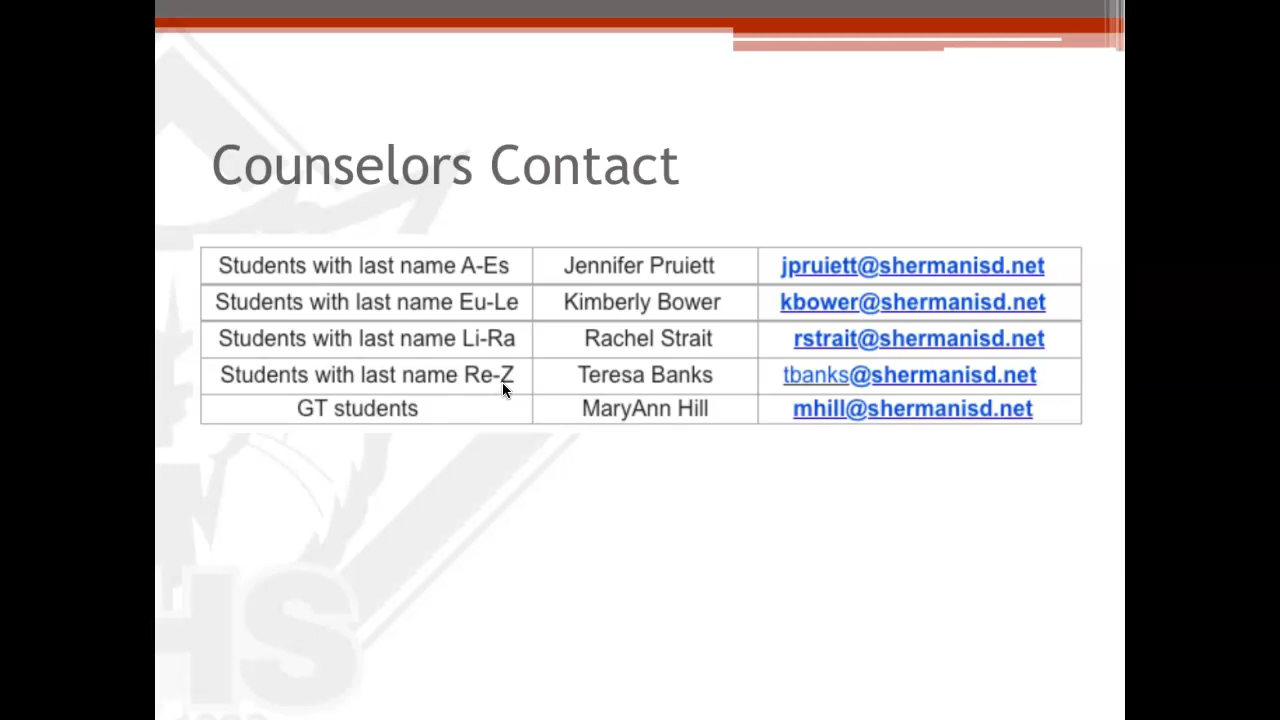 Counselors Contact
Students with last name A-Es Jennifer Pruiett jpruiett@shermanisd.net
Students with last name Eu-Le Kimberly Bower kbower@shermanisd.net
Students with last name Li-Ra Rachel Strait rstrait@shermanisd.net
Students with last name Re-Z Teresa Banks tbanks@shermanisd.net
GT students MaryAnn Hill mhill@shermanisd.net
HS